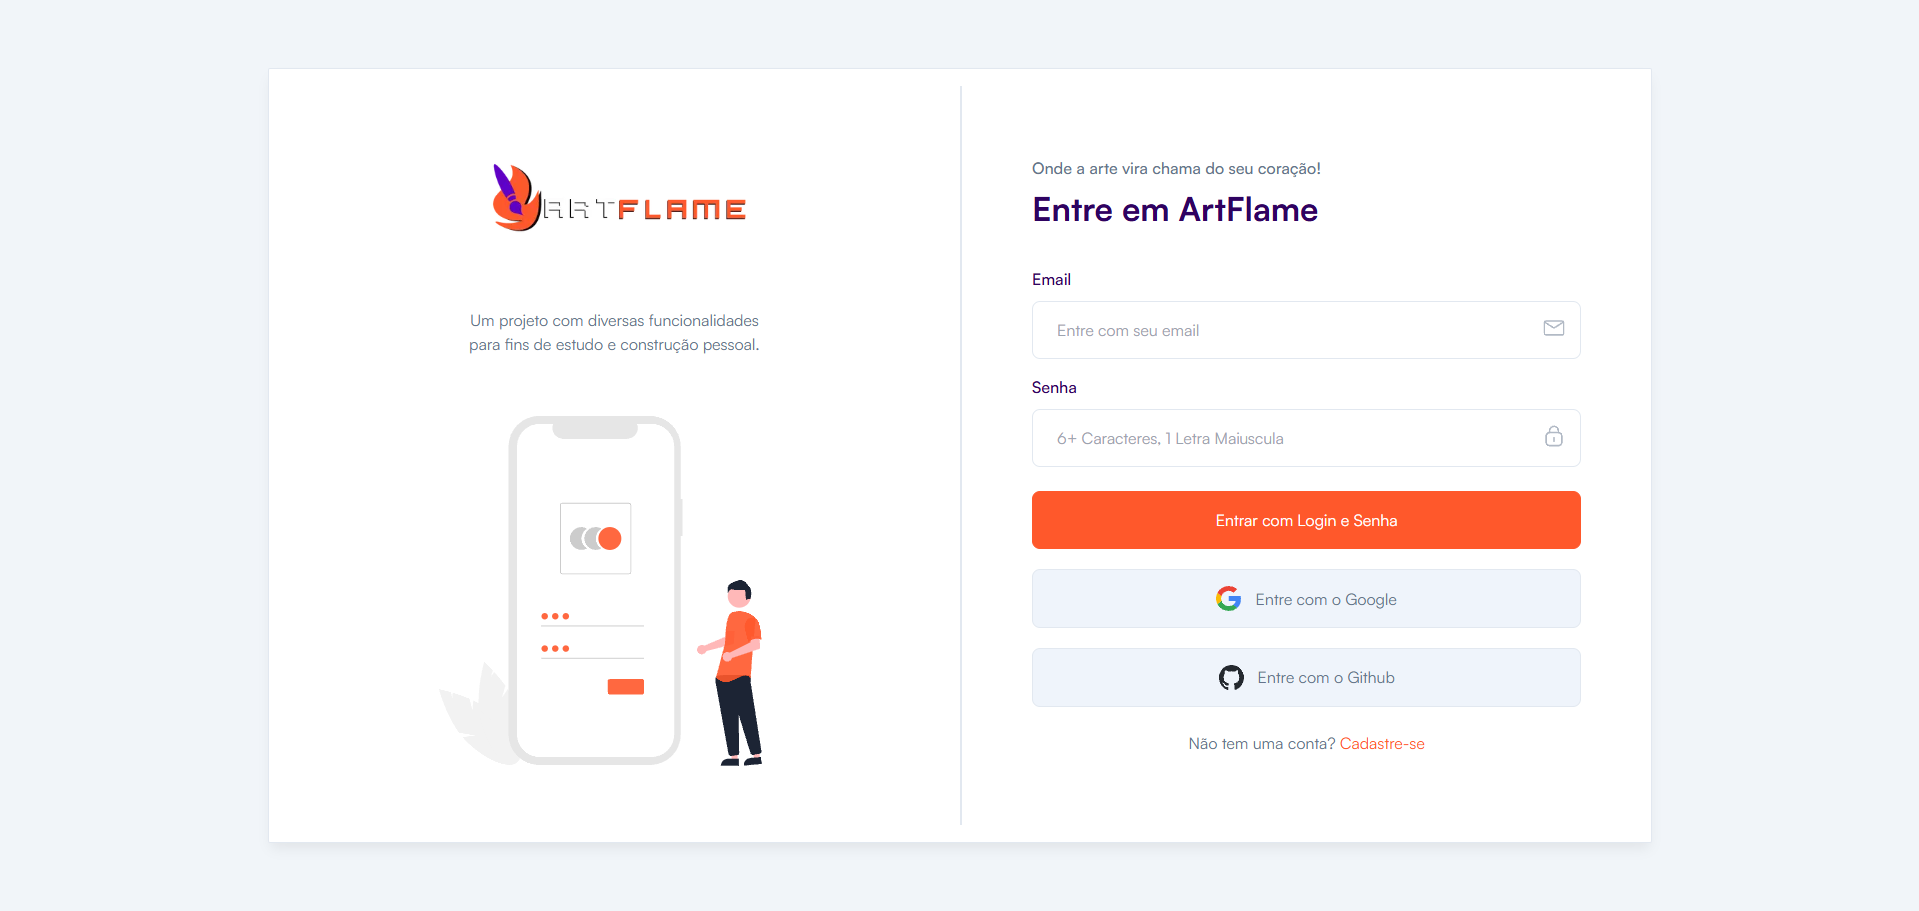 ARTFLAME
Um projeto com diversas funcionalidades
para fins de estudo e construção pessoal.
Onde a arte vira chama do seu coração!
Entre em ArtFlame
Email
Entre com seu email
Senha
6+ Caracteres, 1 Letra Maiuscula
Entrar com Login e Senha
Entre com o Google
Entre com o Github
Não tem uma conta? Cadastre-se